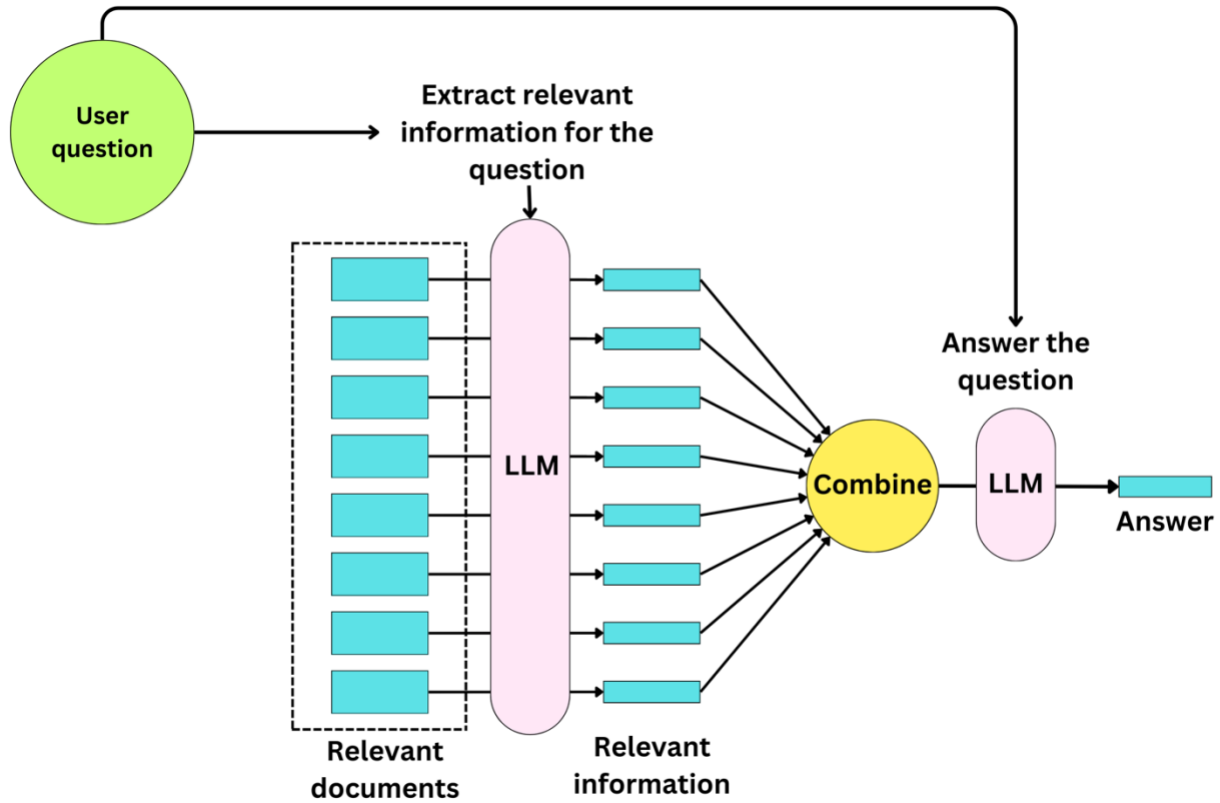 User
question
Extract relevant
information for the
question
Answer the
question
LLM
Combine
LLM
Answer
Relevant
documents
Relevant
information